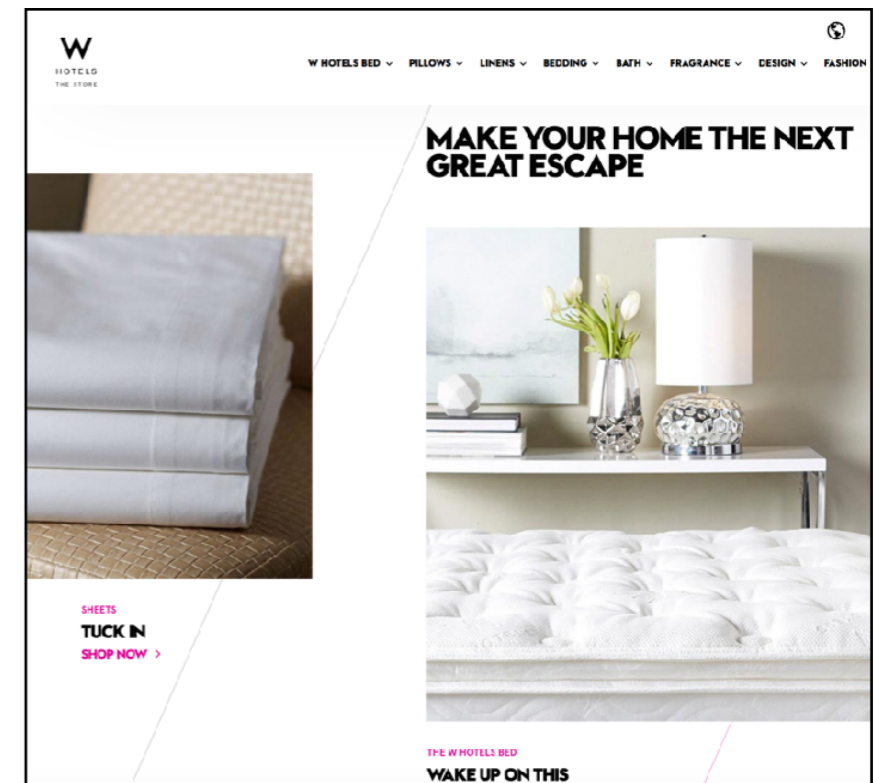 W
HOTELS
THE STORE
W HOTELS BED PILLOWS LINENS BEDDING BATH FRAGRANCE DESIGN FASHION
MAKE YOUR HOME THE NEXT
GREAT ESCAPE
SHEETS
TUCK IN
SHOP NOW >
THE W HOTELS BED
WAKE UP ON THIS